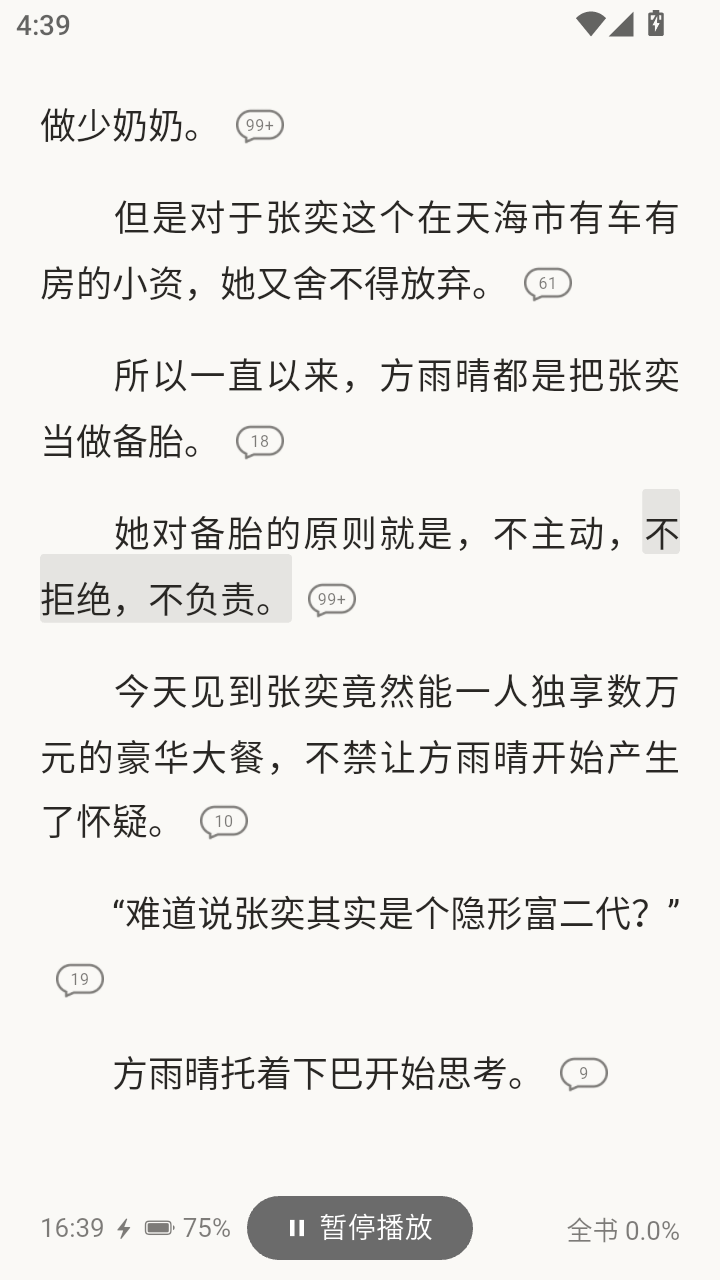 4:39
做少奶奶。 99+
但是对于张奕这个在天海市有车有
房的小资，她又舍不得放弃。 61
所以一直以来，方雨晴都是把张奕
当做备胎。 18
她对备胎的原则就是，不主动，不
拒绝，不负责。 99+
今天见到张奕竟然能一人独享数万
元的豪华大餐，不禁让方雨晴开始产生
了怀疑。 10
“难道说张奕其实是个隐形富二代？”
19
方雨晴托着下巴开始思考。 9
16:39 75% 暂停播放 全书 0.0%